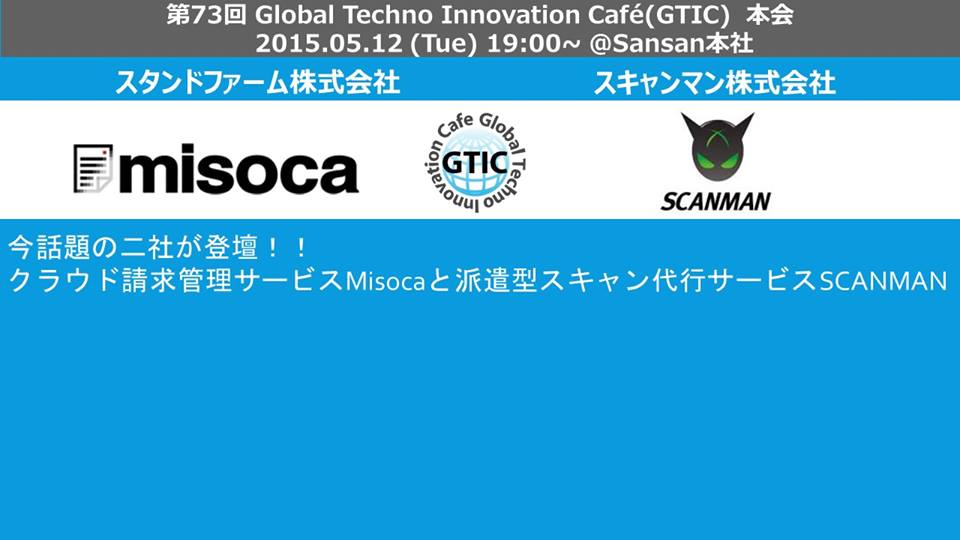 第73回 Global Techno Innovation Café(GTIC) 本会
2015.05.12 (Tue) 19:00~ @Sansan本社
スタンドファーム株式会社
スキャンマン株式会社
misoca
Cafe Global Techno Innovation
GTIC
SCANMAN
今話題の二社が登壇！！
クラウド請求管理サービスMisocaと派遣型スキャン代行サービスSCANMAN